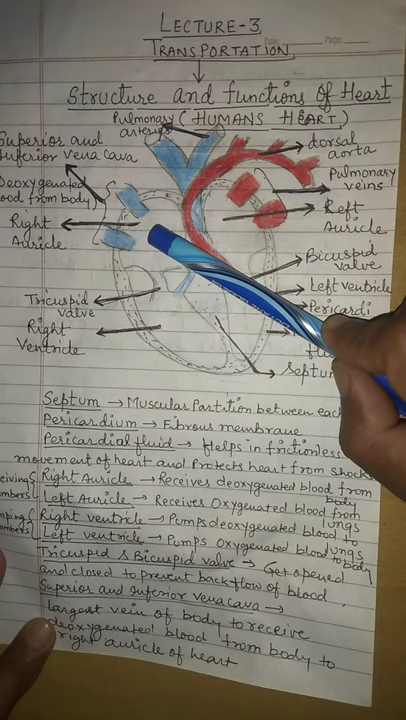 LECTURE-3
TRANSPORTATION
Date: Page:
Structure and functions of Heart
(HUMANS HEART)
Pulmonary
arteries
Superior and
Inferior vena cava
(Deoxygenated
blood from body)
Right
Auricle
dorsal
aorta
Pulmonary
veins
Left
Auricle
Bicuspid
valve
Left ventricle
Pericardi
Tricuspid
valve
Right
Ventricle
Septum
Septum → Muscular Partition between each
Pericardium → Fibrous membrane
Pericardial fluid → Helps in frictionless
movement of heart and Protects heart from shock
Right Auricle → Receives deoxygenated blood from
body
Left Auricle → Receives Oxygenated blood from
lungs
Right ventricle → Pumps deoxygenated blood to
lungs
Left ventricle → Pumps Oxygenated blood to body
Tricuspid & Bicuspid valve → Get opened
and closed to prevent backflow of blood.
Superior and inferior venacava →
largest vein of body to receive
deoxygenated blood from body to
right auricle of heart